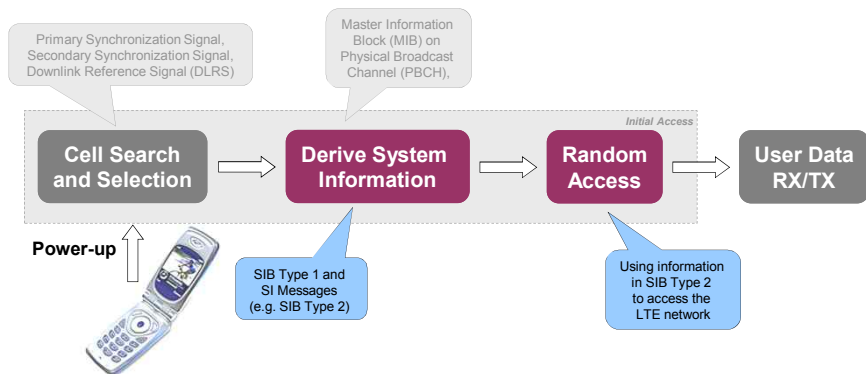 Primary Synchronization Signal,
Secondary Synchronization Signal,
Downlink Reference Signal (DLRS)
Master Information
Block (MIB) on
Physical Broadcast
Channel (PBCH),
Initial Access
Cell Search
and Selection
Derive System
Information
Random
Access
User Data
RX/TX
Power-up
SIB Type 1 and
SI Messages
(e.g. SIB Type 2)
Using information
in SIB Type 2
to access the
LTE network